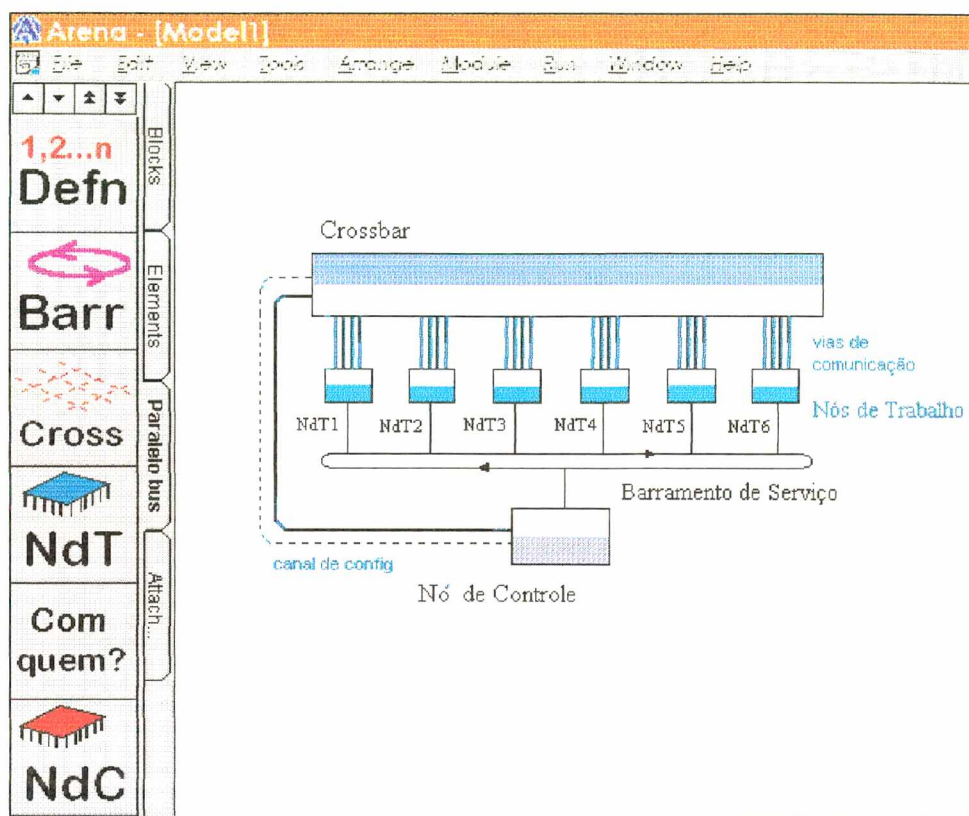 Arena - [Model1]
File Edit View Tools Arrange Module Run Window Help
1,2...n
Defn
Barr
Cross
NdT
Com
quem?
NdC
Blocks
Elements
Paralelo bus
Attach...
Crossbar
vias de
comunicação
Nós de Trabalho
NdT1 NdT2 NdT3 NdT4 NdT5 NdT6
Barramento de Serviço
canal de config
Nó de Controle